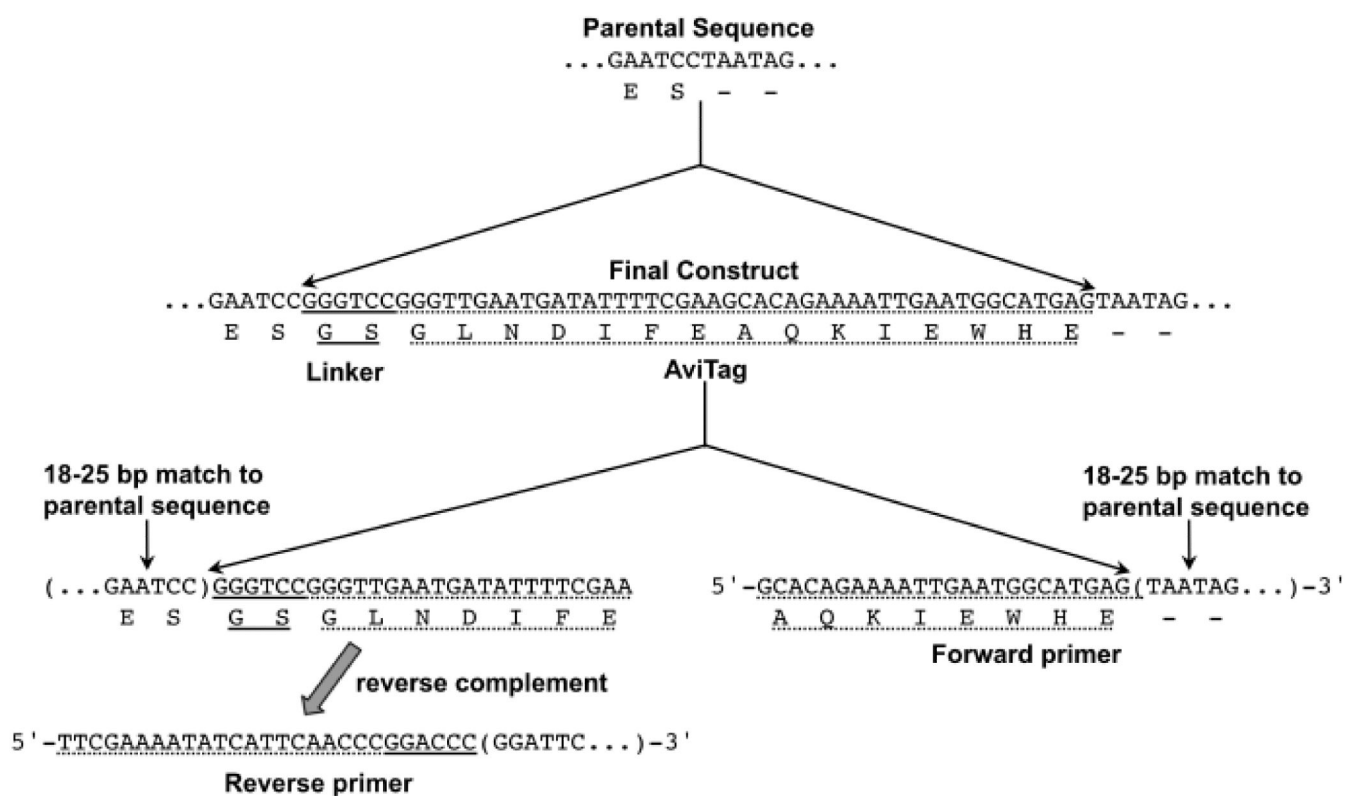 Parental Sequence
...GAATCCTAATAG...
E S - -
Final Construct
...GAATCCGGGTCCGGGTTGAATGATATTTTCGAAGCACAGAAAATTGAATGGCATGAGTAATAG...
E S G S G L N D I F E A Q K I E W H E - -
Linker
AviTag
18-25 bp match to
parental sequence
18-25 bp match to
parental sequence
(...GAATCC)GGGTCCGGGTTGAATGATATTTTCGAA
E S G S G L N D I F E
5'-GCACAGAAAATTGAATGGCATGAG(TAATAG...)-3'
A Q K I E W H E - -
Forward primer
reverse complement
5'-TTCGAAAATATCATTCAACCCGGACCC(GGATTC...)-3'
Reverse primer